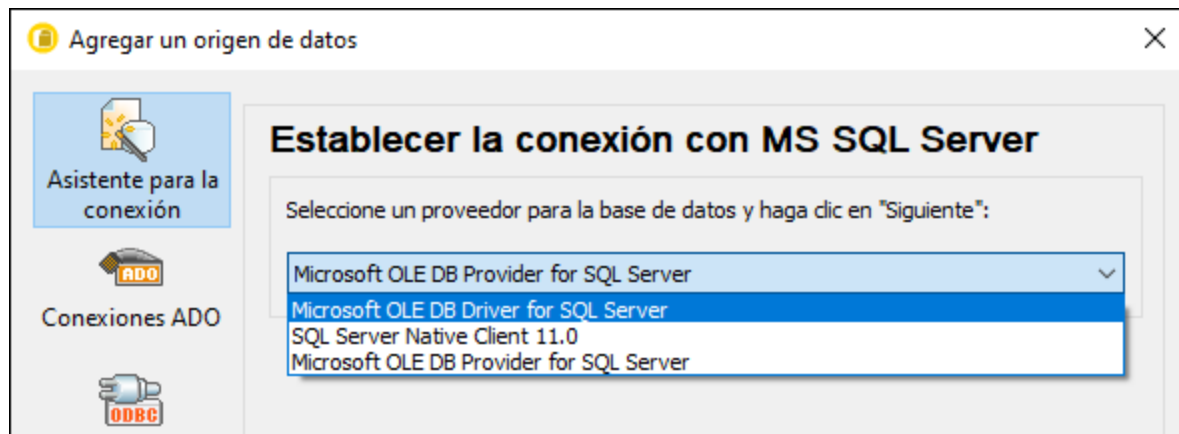 Agregar un origen de datos
Asistente para la
conexión
ADO
Conexiones ADO
ODBC
Establecer la conexión con MS SQL Server
Seleccione un proveedor para la base de datos y haga clic en "Siguiente":
Microsoft OLE DB Provider for SQL Server
Microsoft OLE DB Driver for SQL Server
SQL Server Native Client 11.0
Microsoft OLE DB Provider for SQL Server